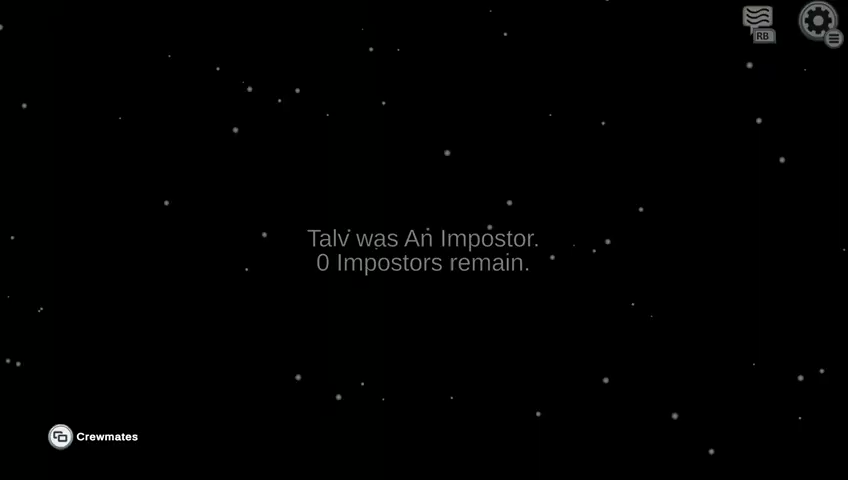 RB
Talv was An Impostor.
0 Impostors remain.
Crewmates